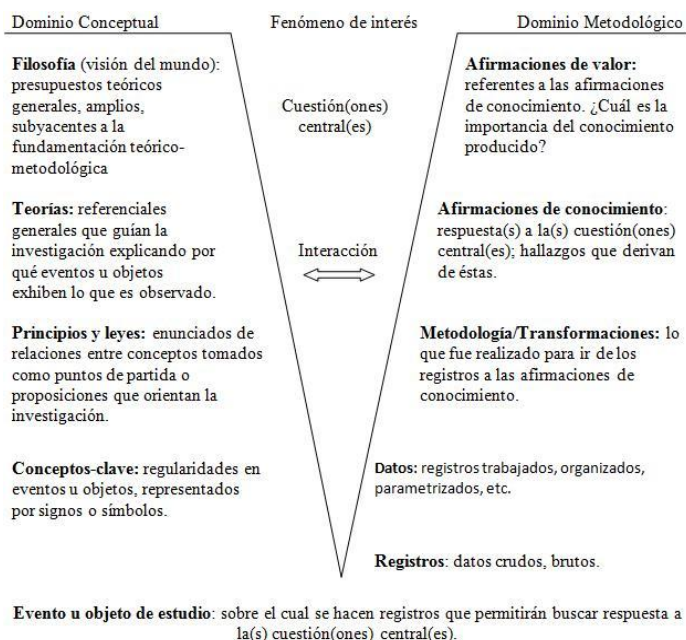 Dominio Conceptual
Fenómeno de interés
Dominio Metodológico
Filosofía (visión del mundo):
presupuestos teóricos
generales, amplios,
subyacentes a la
fundamentación teórico-
metodológica
Teorías: referenciales
generales que guían la
investigación explicando por
qué eventos u objetos
exhiben lo que es observado.
Principios y leyes: enunciados de
relaciones entre conceptos tomados
como puntos de partida o
proposiciones que orientan la
investigación.
Conceptos-clave: regularidades en
eventos u objetos, representados
por signos o símbolos.
Cuestión(ones)
central(es)
Interacción
Afirmaciones de valor:
referentes a las afirmaciones
de conocimiento. ¿Cuál es la
importancia del conocimiento
producido?
Afirmaciones de conocimiento:
respuesta(s) a la(s) cuestión(ones)
central(es); hallazgos que derivan
de éstas.
Metodología/Transformaciones: lo
que fue realizado para ir de los
registros a las afirmaciones de
conocimiento.
Datos: registros trabajados, organizados,
parametrizados, etc.
Registros: datos crudos, brutos.
Evento u objeto de estudio: sobre el cual se hacen registros que permitirán buscar respuesta a
la(s) cuestión(ones) central(es).